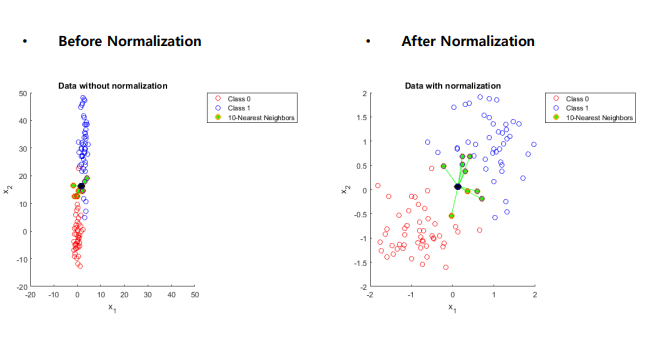 • Before Normalization
• After Normalization
Data without normalization
50
40
30
20
10
0
-10
-20
x2
-20 -10 0 10 20 30 40 50
x1
Class 0
Class 1
10-Nearest Neighbors
Data with normalization
2
1.5
1
0.5
0
-0.5
-1
-1.5
-2
x2
-2 -1 0 1 2
x1
Class 0
Class 1
10-Nearest Neighbors